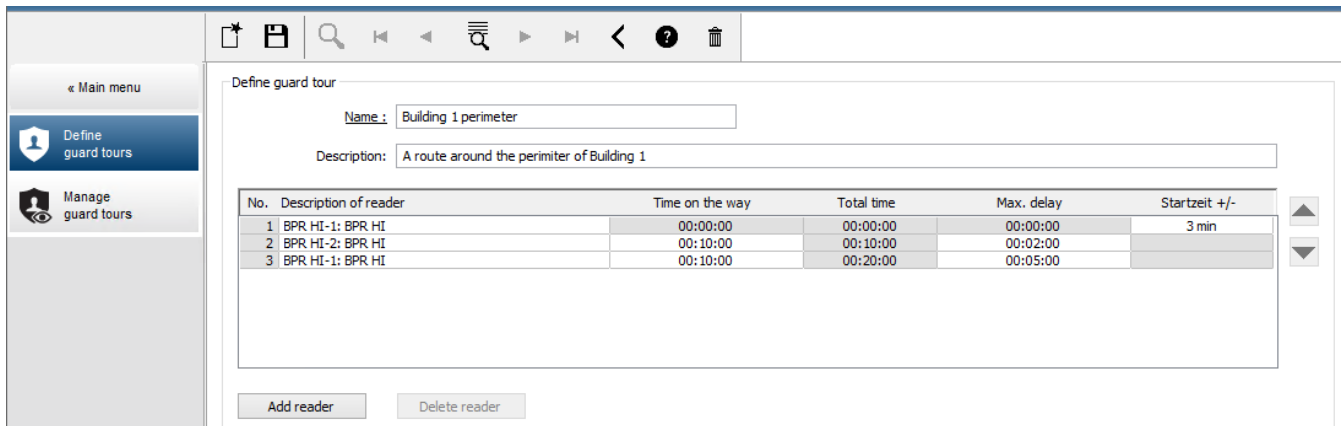 « Main menu
Define
guard tours
Manage
guard tours
Define guard tour
Name : Building 1 perimeter
Description: A route around the perimiter of Building 1
No. Description of reader Time on the way Total time Max. delay Startzeit +/-
1 BPR HI-1: BPR HI 00:00:00 00:00:00 00:00:00 3 min
2 BPR HI-2: BPR HI 00:10:00 00:10:00 00:02:00
3 BPR HI-1: BPR HI 00:10:00 00:20:00 00:05:00
Add reader Delete reader